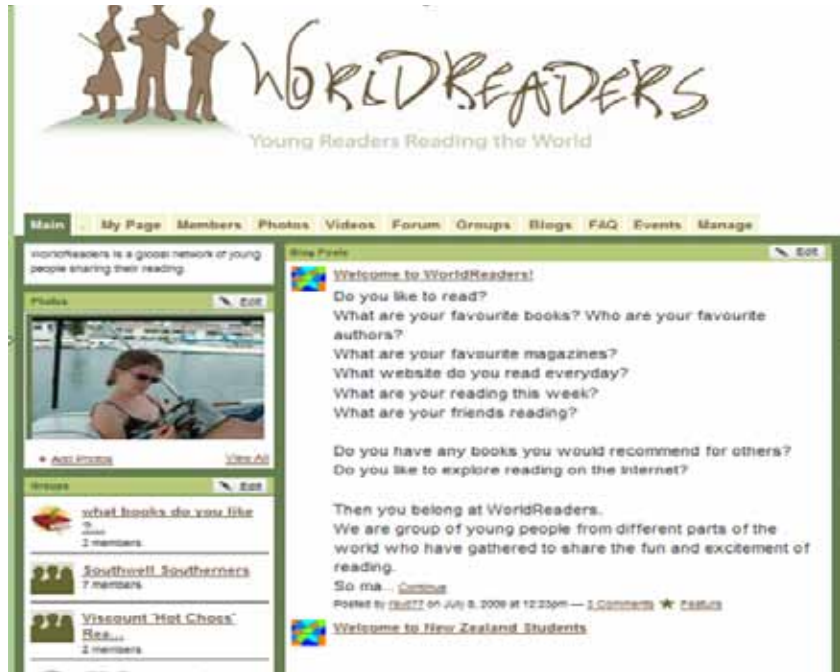 WORLDREADERS
Young Readers Reading the World
Main My Page Members Photos Videos Forum Groups Blogs FAQ Events Manage
WorldReaders is a global network of young
people sharing their reading.
Photos Edit
Add Photos View All
Groups Edit
what books do you like
?...
2 members
Southwell Southerners
7 members
Viscount 'Hot Chocs'
Rea...
2 members
Blog Posts Edit
Welcome to WorldReaders!
Do you like to read?
What are your favourite books? Who are your favourite
authors?
What are your favourite magazines?
What website do you read everyday?
What are your reading this week?
What are your friends reading?
Do you have any books you would recommend for others?
Do you like to explore reading on the Internet?
Then you belong at WorldReaders.
We are group of young people from different parts of the
world who have gathered to share the fun and excitement of
reading.
So ma... Continue
Posted by on July 8, 2009 at 12:23pm — 3 Comments ★ Feature
Welcome to New Zealand Students